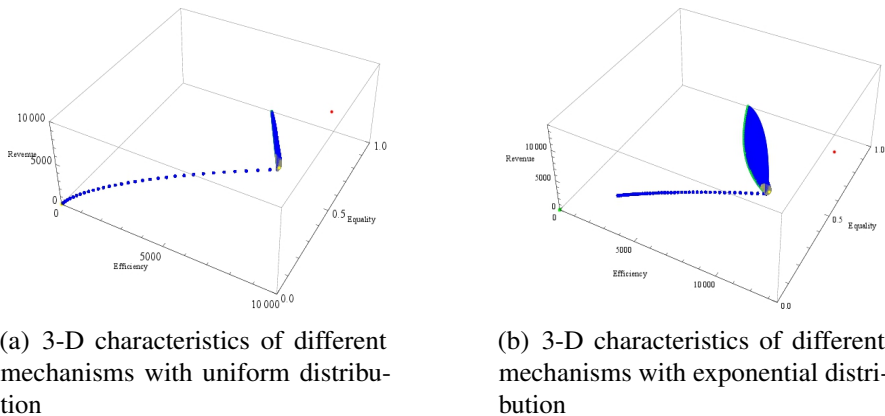 10 000
Revenue
5000
0
0
5000
Efficiency
10 000
0.0
0.5
Equality
1.0
10 000
Revenue
5000
0
0
5000
Efficiency
10 000
0.0
0.5
Equality
1.0
(a) 3-D characteristics of different
mechanisms with uniform distribu-
tion
(b) 3-D characteristics of different
mechanisms with exponential distri-
bution